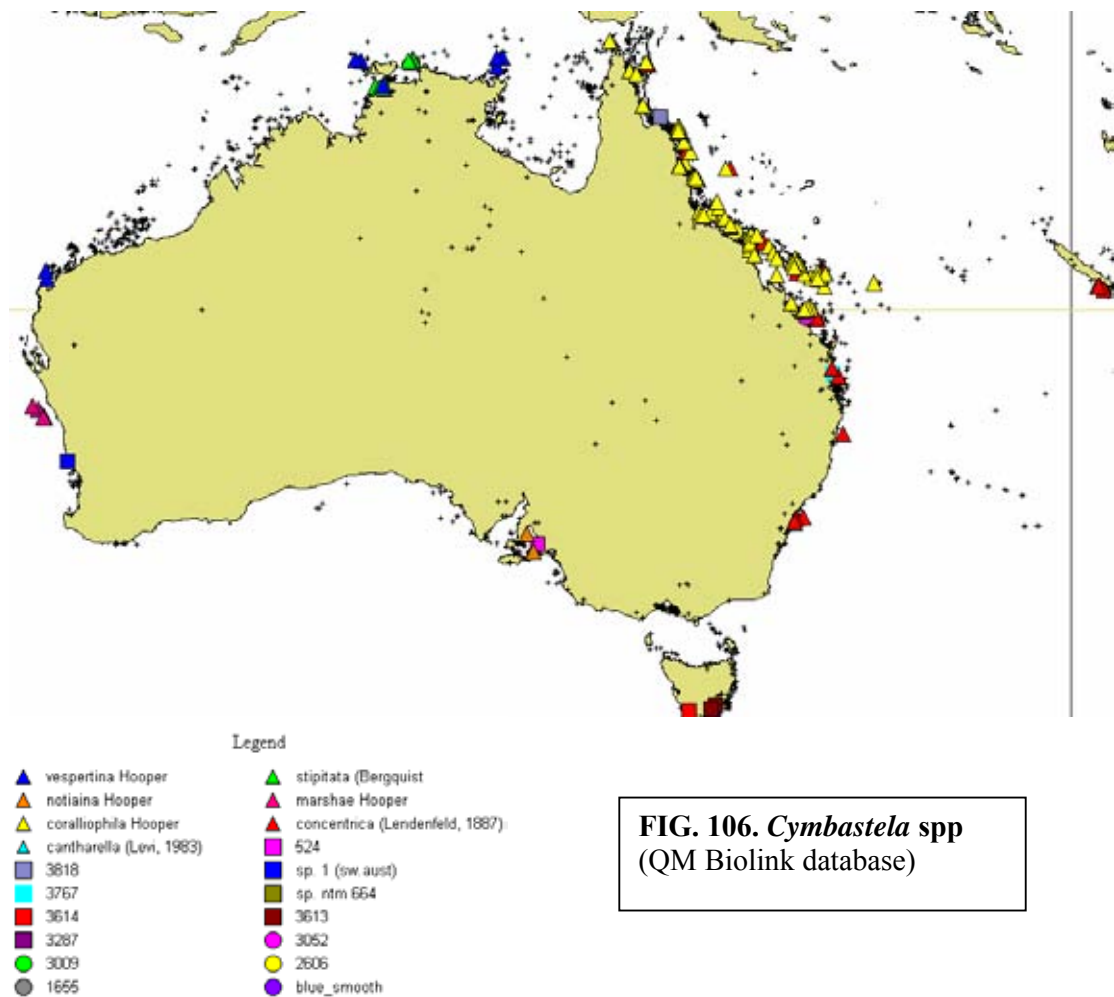 Legend
vespertina Hooper
notiaina Hooper
coralliophila Hooper
cantharella (Levi, 1983)
3818
3767
3614
3287
3009
1655
stipitata (Bergquist
marshae Hooper
concentrica (Lendenfeld, 1887)
524
sp. 1 (sw.aust)
sp. ntm 664
3613
3052
2606
blue_smooth
FIG. 106. Cymbastela spp
(QM Biolink database)